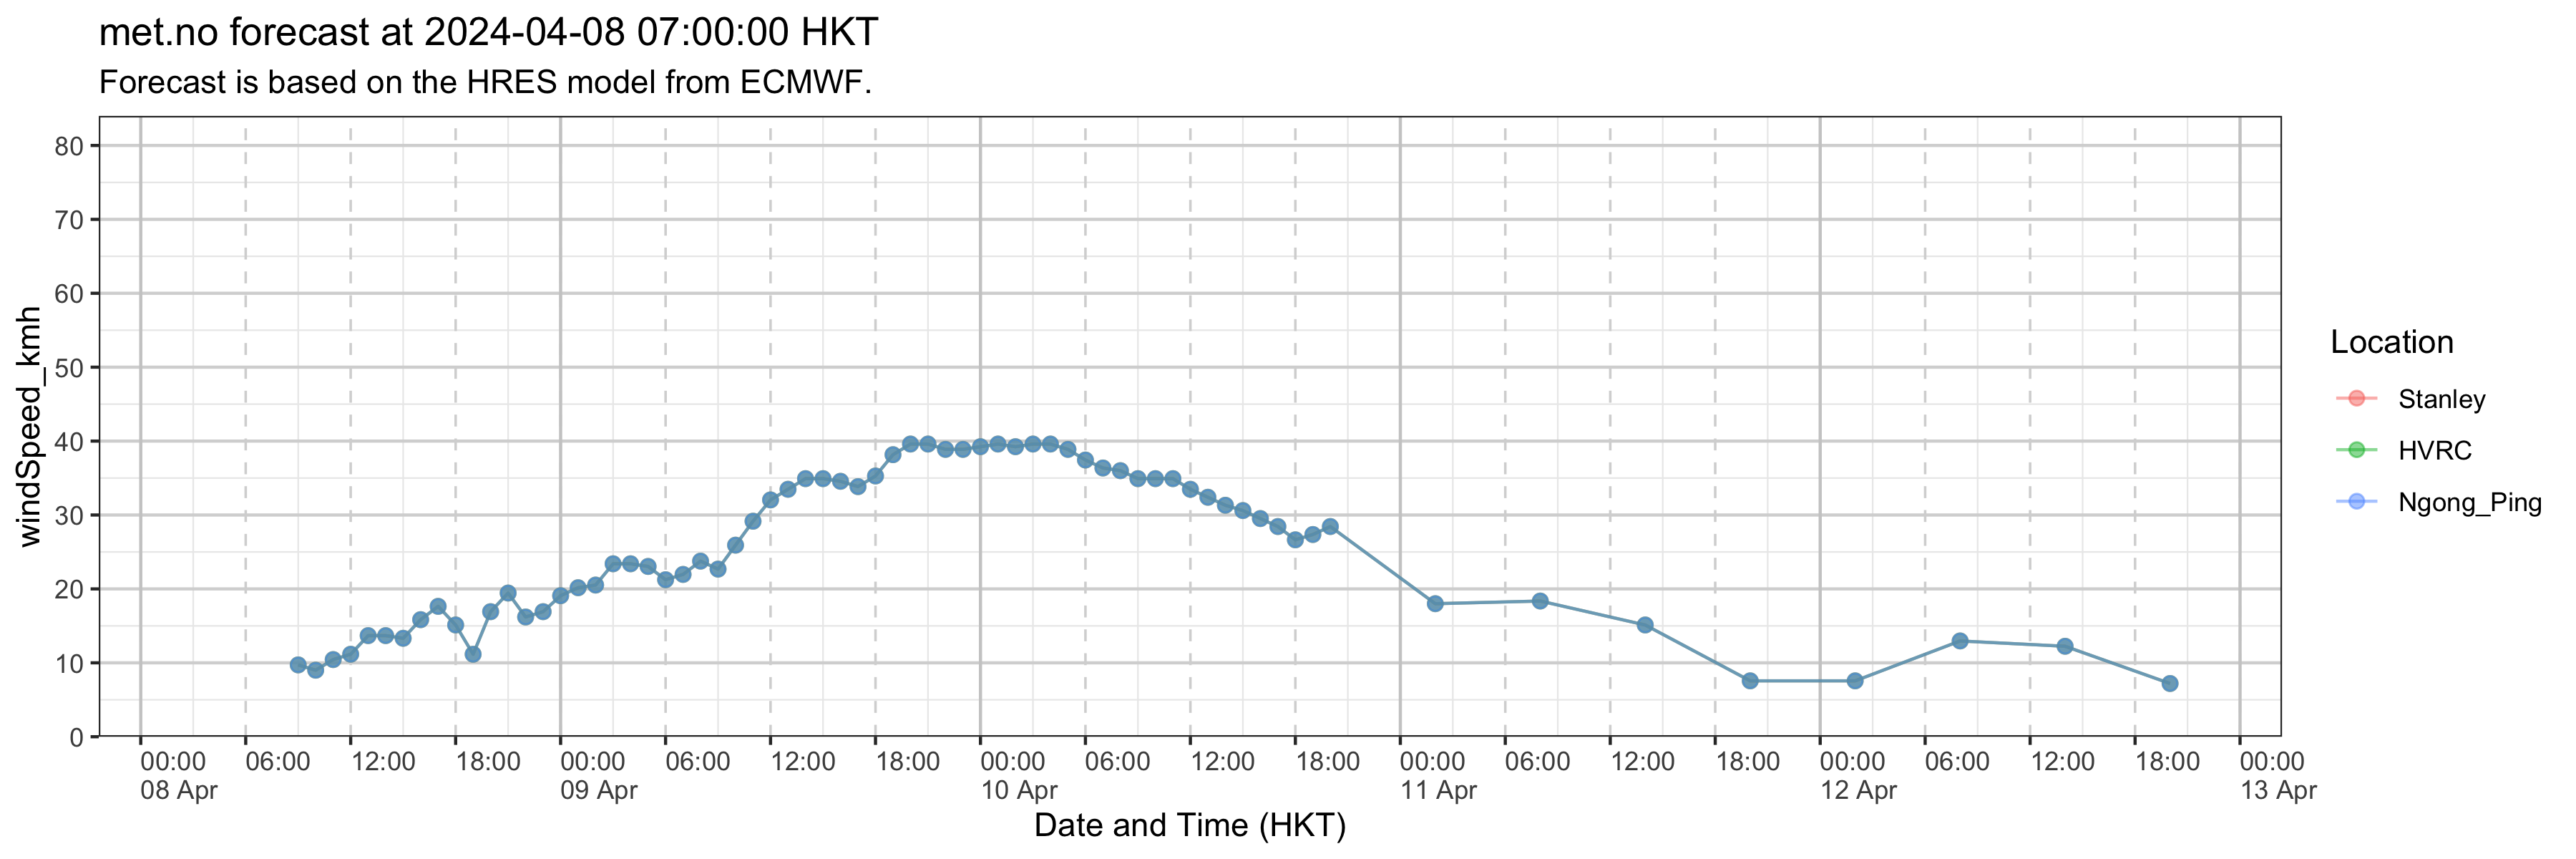 met.no forecast at 2024-04-08 07:00:00 HKT
Forecast is based on the HRES model from ECMWF.
windSpeed_kmh
80
70
60
50
40
30
20
10
0
00:00 06:00 12:00 18:00 00:00 06:00 12:00 18:00 00:00 06:00 12:00 18:00 00:00 06:00 12:00 18:00 00:00 06:00 12:00 18:00 00:00
08 Apr 09 Apr 10 Apr 11 Apr 12 Apr 13 Apr
Date and Time (HKT)
Location
Stanley
HVRC
Ngong_Ping